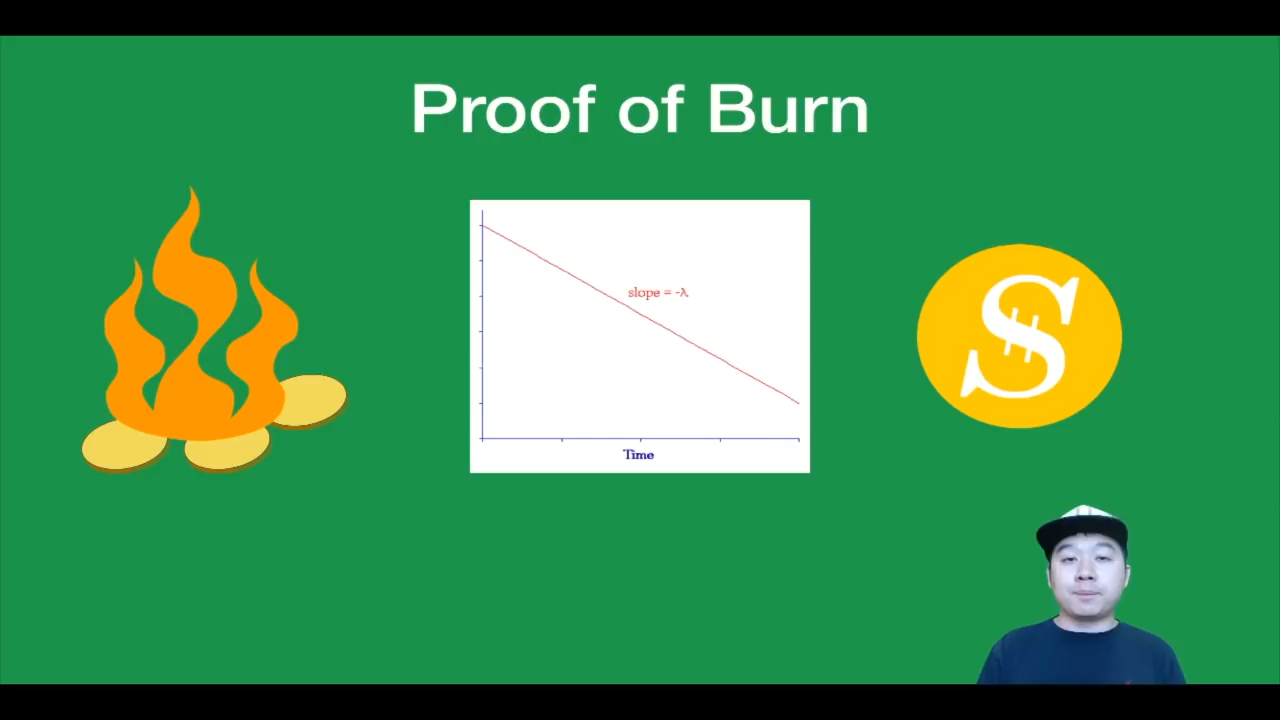 Proof of Burn
slope = -λ
Time
S